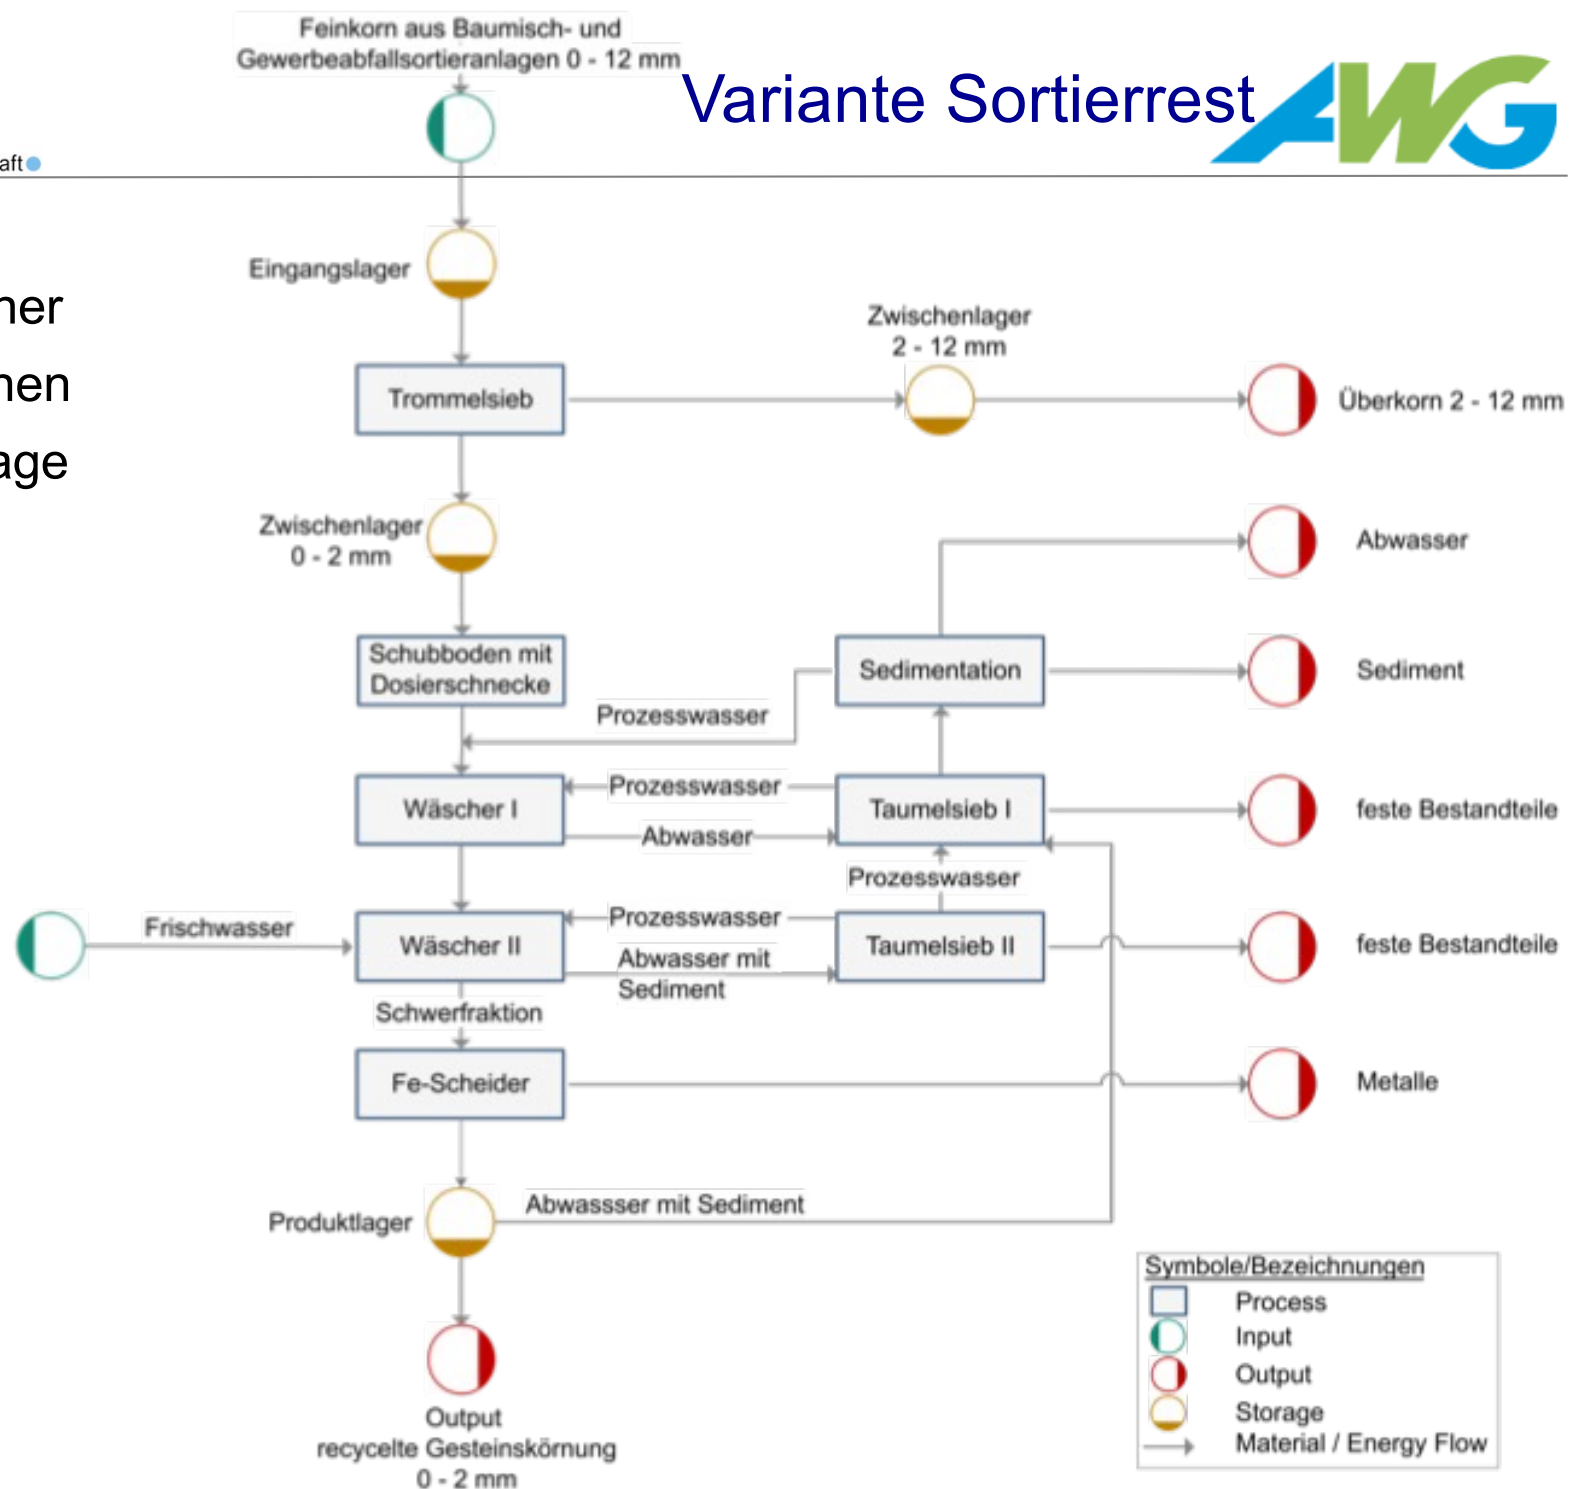 Feinkorn aus Baumisch- und
Gewerbeabfallsortieranlagen 0 - 12 mm
Variante Sortierrest
AWG
aft
Eingangslager
ner
nen
age
Zwischenlager
2 - 12 mm
Trommelsieb
Überkorn 2 - 12 mm
Zwischenlager
0 - 2 mm
Abwasser
Schubboden mit
Dosierschnecke
Sedimentation
Sediment
Prozesswasser
Wäscher I
Prozesswasser
Abwasser
Taumelsieb I
feste Bestandteile
Prozesswasser
Frischwasser
Wäscher II
Prozesswasser
Abwasser mit
Sediment
Taumelsieb II
feste Bestandteile
Schwerfraktion
Fe-Scheider
Metalle
Produktlager
Abwassser mit Sediment
Output
recycelte Gesteinskörnung
0 - 2 mm
Symbole/Bezeichnungen
Process
Input
Output
Storage
Material / Energy Flow